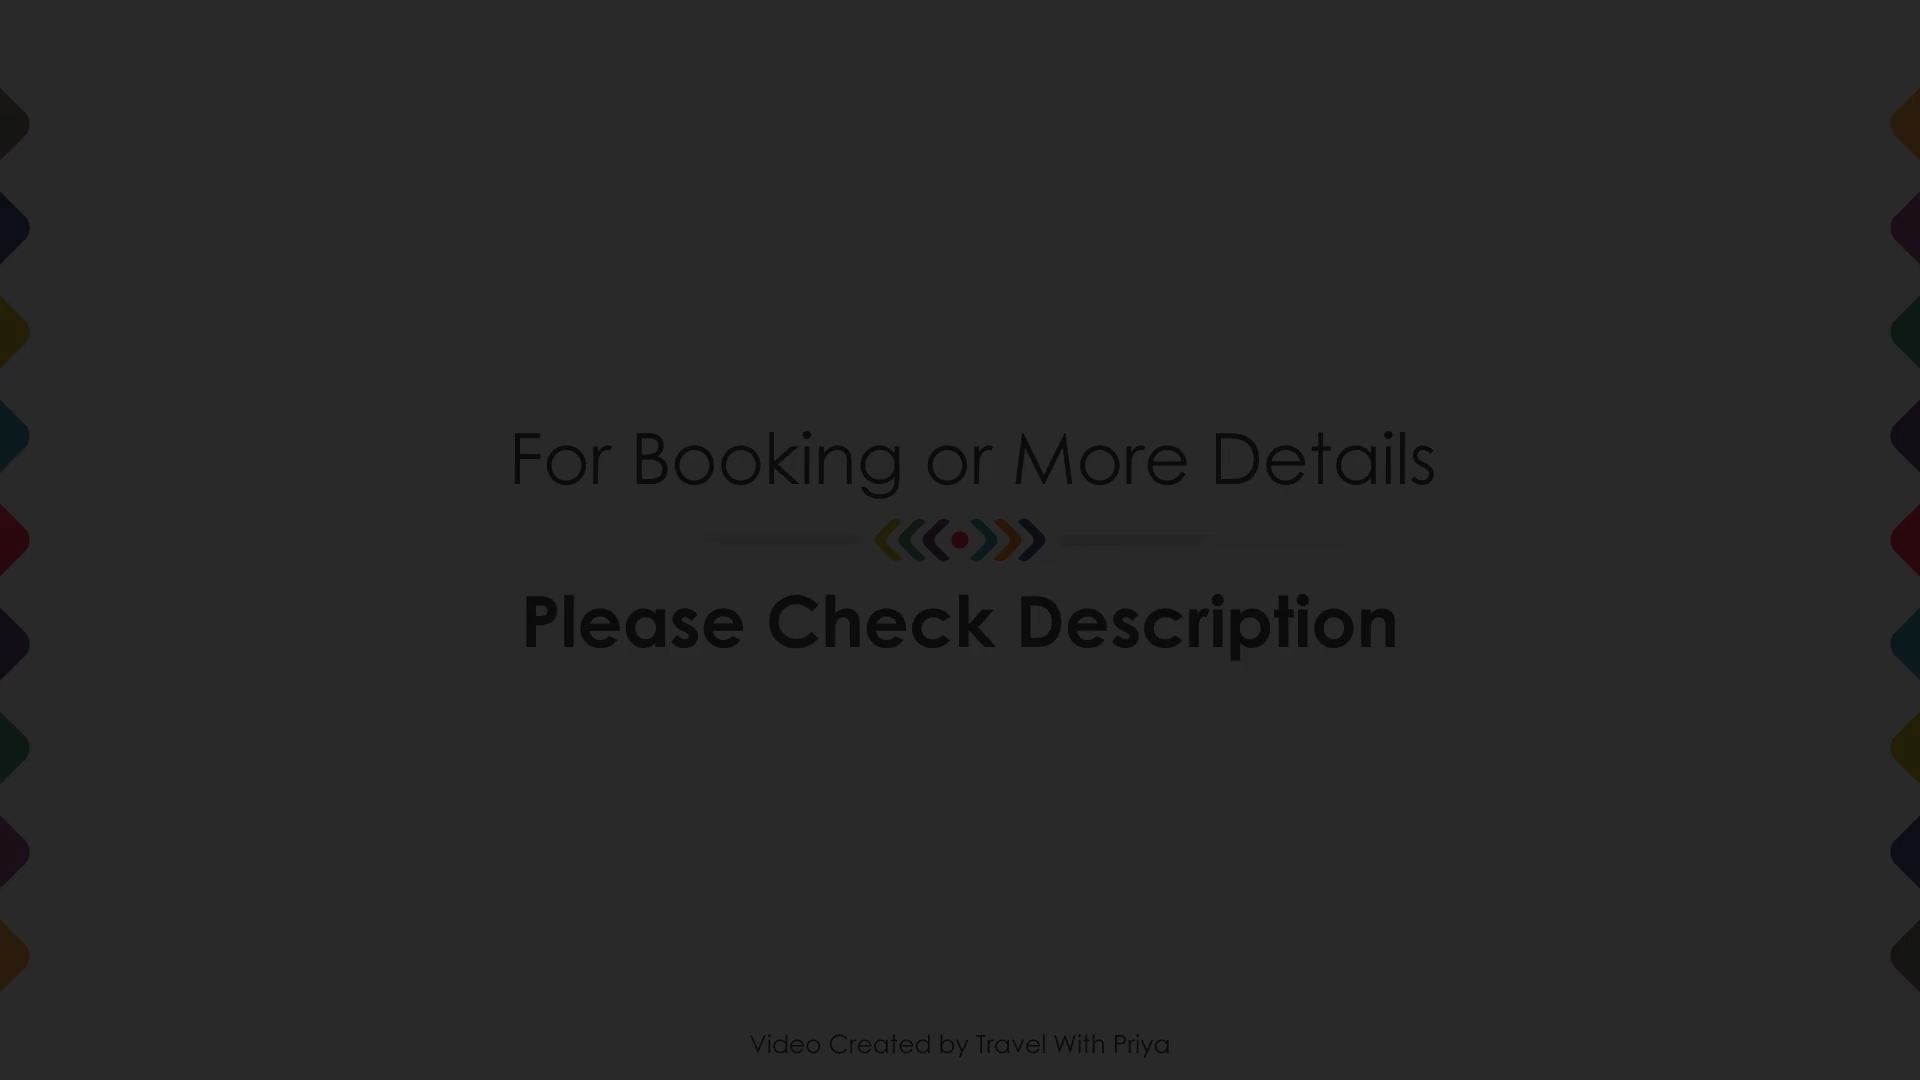 For Booking or More Details
Please Check Description
Video Created by Travel With Priya